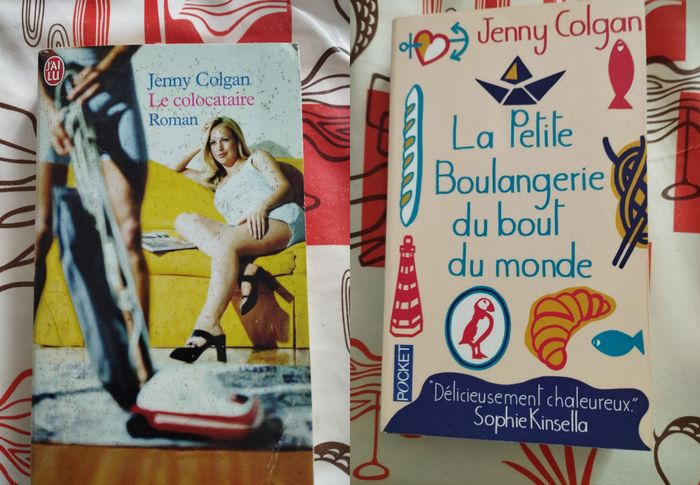 J'AI
LU
Jenny Colgan
Le colocataire
Roman
Jenny Colgan
La Petite
Boulangerie
du bout
du monde
POCKET
"Délicieusement chaleureux."
Sophie Kinsella